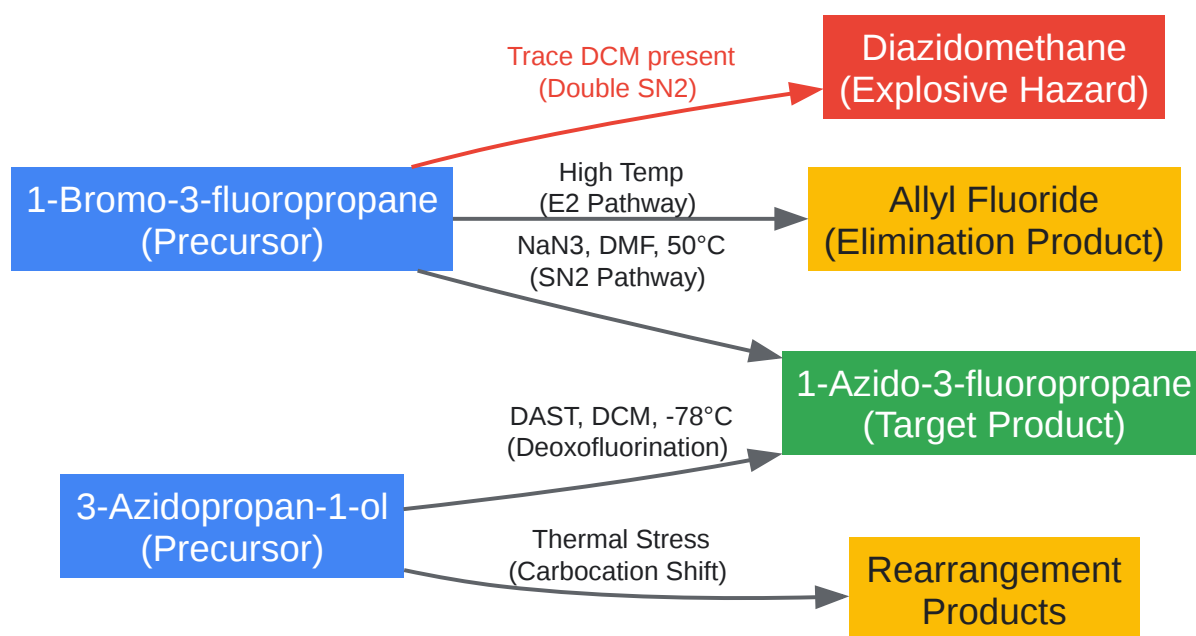 Trace DCM present
(Double SN2)
Diazidomethane
(Explosive Hazard)
1-Bromo-3-fluoropropane
(Precursor)
High Temp
(E2 Pathway)
Allyl Fluoride
(Elimination Product)
NaN3, DMF, 50°C
(SN2 Pathway)
1-Azido-3-fluoropropane
(Target Product)
DAST, DCM, -78°C
(Deoxofluorination)
3-Azidopropan-1-ol
(Precursor)
Thermal Stress
(Carbocation Shift)
Rearrangement
Products